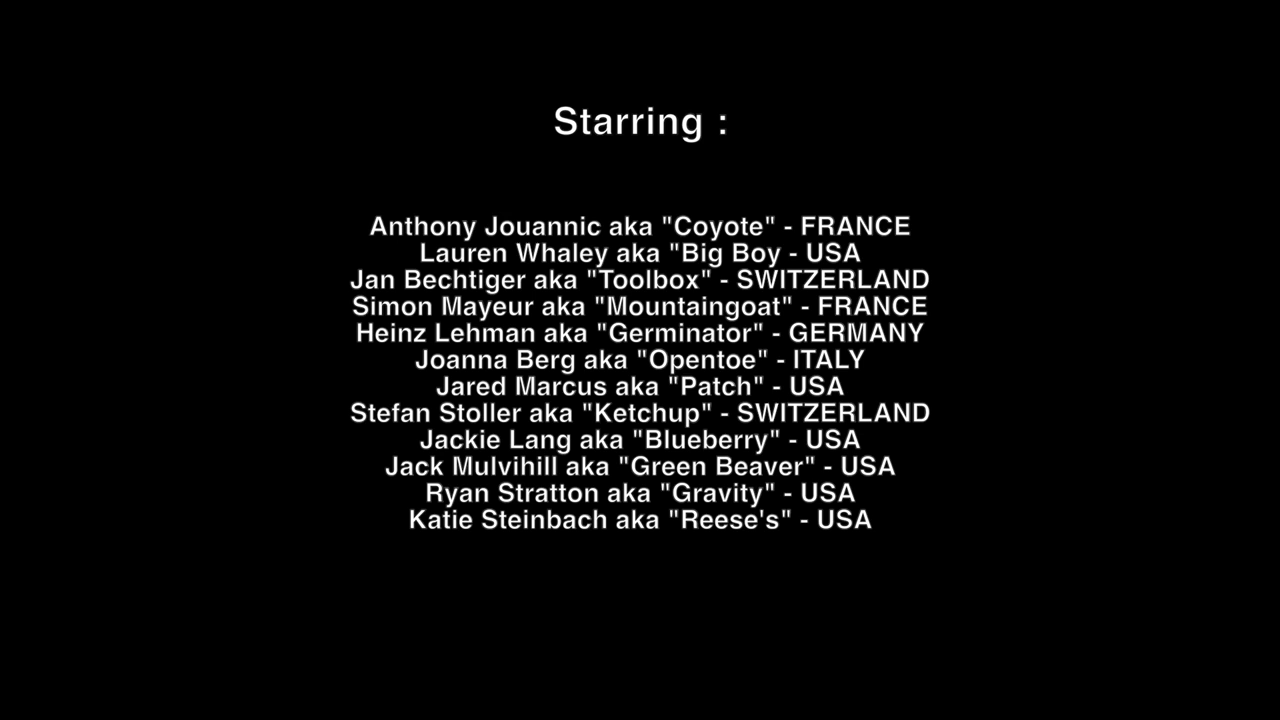 Starring :
Anthony Jouannic aka "Coyote" - FRANCE
Lauren Whaley aka "Big Boy - USA
Jan Bechtiger aka "Toolbox" - SWITZERLAND
Simon Mayeur aka "Mountaingoat" - FRANCE
Heinz Lehman aka "Germinator" - GERMANY
Joanna Berg aka "Opentoe" - ITALY
Jared Marcus aka "Patch" - USA
Stefan Stoller aka "Ketchup" - SWITZERLAND
Jackie Lang aka "Blueberry" - USA
Jack Mulvihill aka "Green Beaver" - USA
Ryan Stratton aka "Gravity" - USA
Katie Steinbach aka "Reese's" - USA